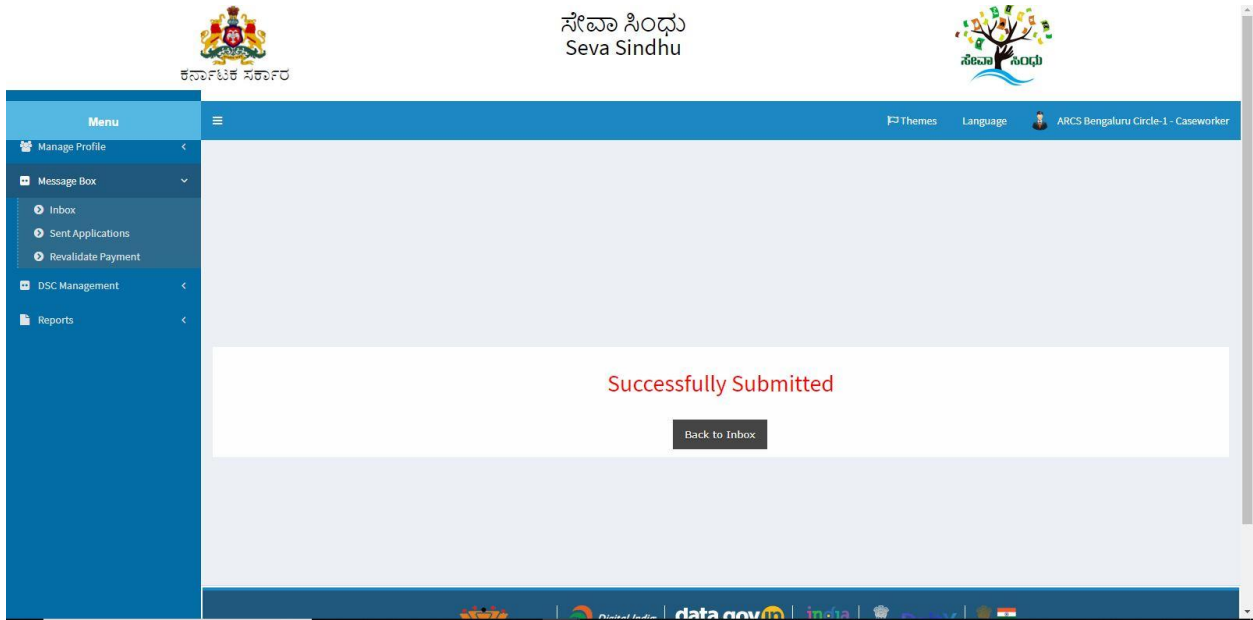 ಸೇವಾ ಸಿಂಧು
Seva Sindhu
ಕರ್ನಾಟಕ ಸರ್ಕಾರ
ಸೇವಾ ಸಿಂಧು
Menu
Themes
Language
ARCS Bengaluru Circle-1 - Caseworker
Manage Profile
Message Box
Inbox
Sent Applications
Revalidate Payment
DSC Management
Reports
Successfully Submitted
Back to Inbox
Digital India
data.gov.in
india